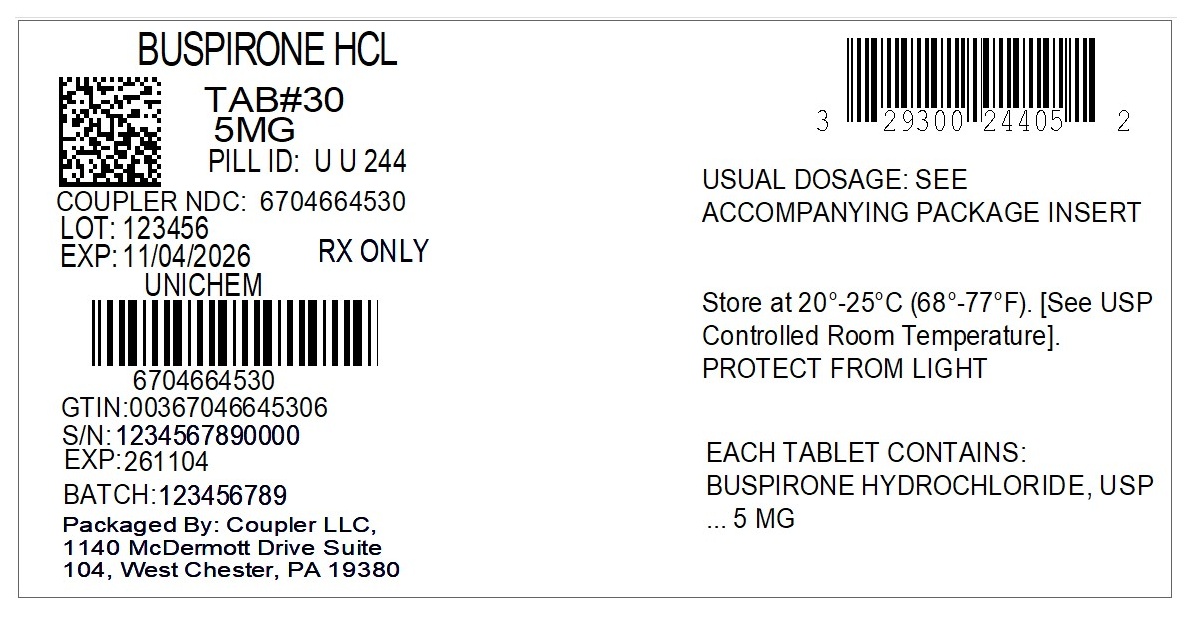 BUSPIRONE HCL
TAB#30
5MG
PILL ID: U U 244
COUPLER NDC: 6704664530
LOT: 123456
EXP: 11/04/2026
RX ONLY
UNICHEM
6704664530
GTIN:00367046645306
S/N: 1234567890000
EXP:261104
BATCH:123456789
Packaged By: Coupler LLC,
1140 McDermott Drive Suite
104, West Chester, PA 19380
3 29300 24405 2
USUAL DOSAGE: SEE
ACCOMPANYING PACKAGE INSERT
Store at 20°-25°C (68°-77°F). [See USP
Controlled Room Temperature].
PROTECT FROM LIGHT
EACH TABLET CONTAINS:
BUSPIRONE HYDROCHLORIDE, USP
... 5 MG